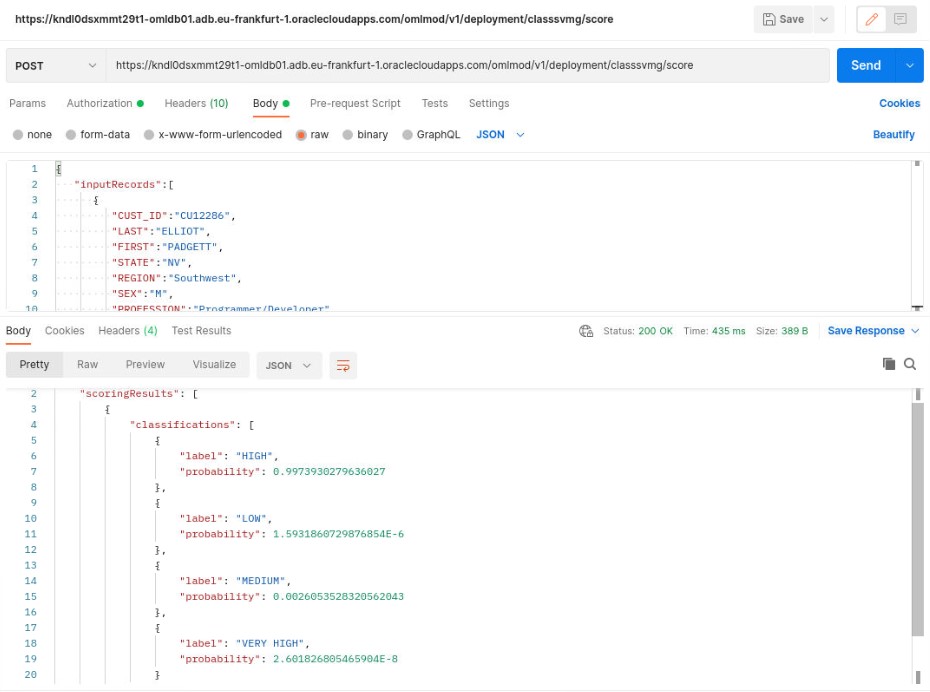 https://kndl0dsxmmt29t1-omldb01.adb.eu-frankfurt-1.oraclecloudapps.com/omlmod/v1/deployment/classsvmg/score
Save
POST
https://kndl0dsxmmt29t1-omldb01.adb.eu-frankfurt-1.oraclecloudapps.com/omlmod/v1/deployment/classsvmg/score
Send
Params Authorization Headers (10) Body Pre-request Script Tests Settings Cookies
none form-data x-www-form-urlencoded raw binary GraphQL JSON Beautify
1 {
2 "inputRecords":[
3 {
4 "CUST_ID":"CU12286",
5 "LAST":"ELLIOT",
6 "FIRST":"PADGETT",
7 "STATE":"NV",
8 "REGION":"Southwest",
9 "SEX":"M",
10 "PROFESSION":"Programmer/Developer"
Body Cookies Headers (4) Test Results Status: 200 OK Time: 435 ms Size: 389 B Save Response
Pretty Raw Preview Visualize JSON
2 "scoringResults": [
3 {
4 "classifications": [
5 {
6 "label": "HIGH",
7 "probability": 0.9973930279636027
8 },
9 {
10 "label": "LOW",
11 "probability": 1.5931860729876854E-6
12 },
13 {
14 "label": "MEDIUM",
15 "probability": 0.0026053528320562043
16 },
17 {
18 "label": "VERY HIGH",
19 "probability": 2.601826805465904E-8
20 }